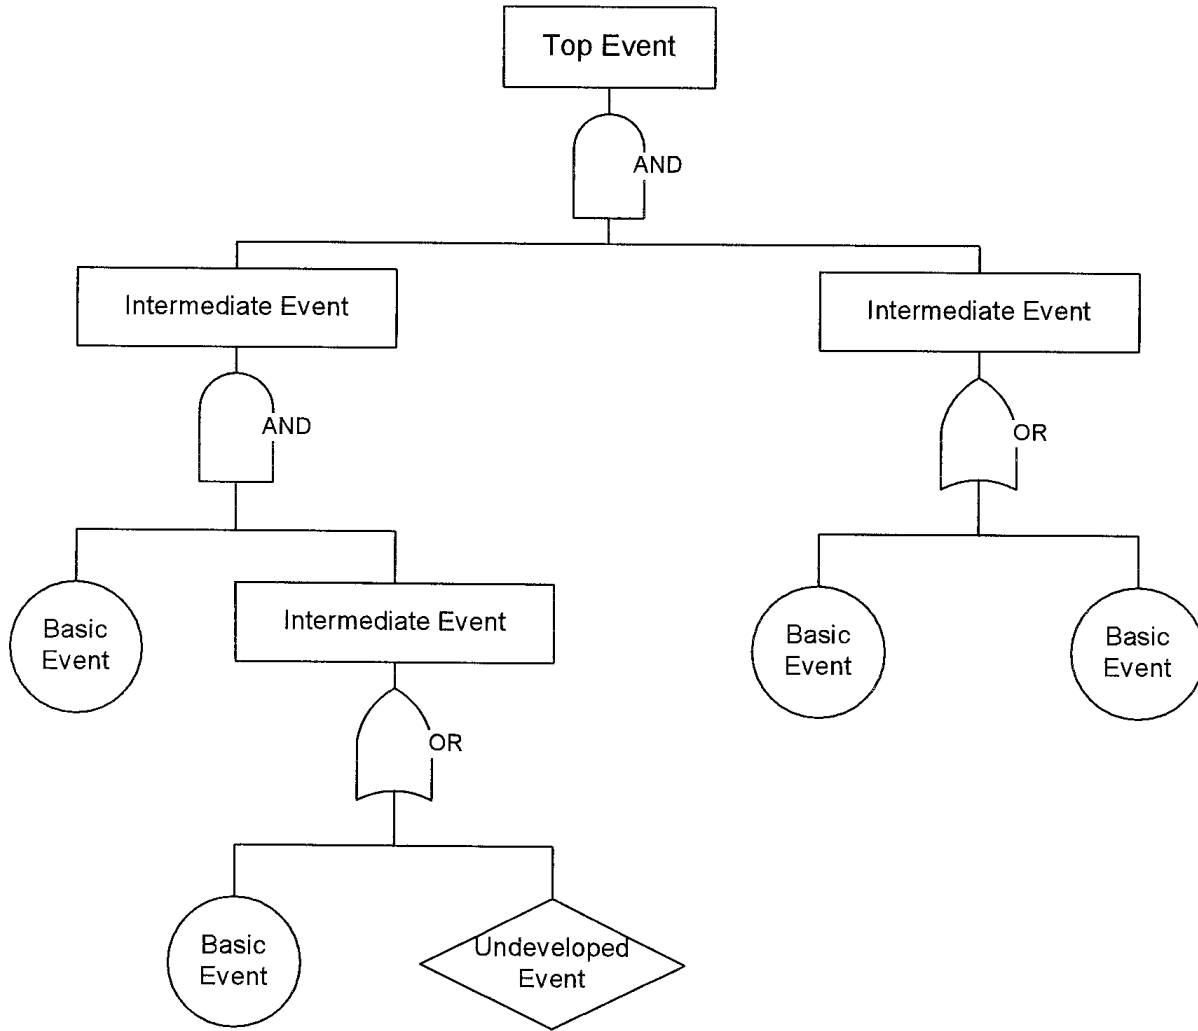 Top Event
AND
Intermediate Event
Intermediate Event
AND
OR
Basic
Event
Intermediate Event
Basic
Event
Basic
Event
OR
Basic
Event
Undeveloped
Event